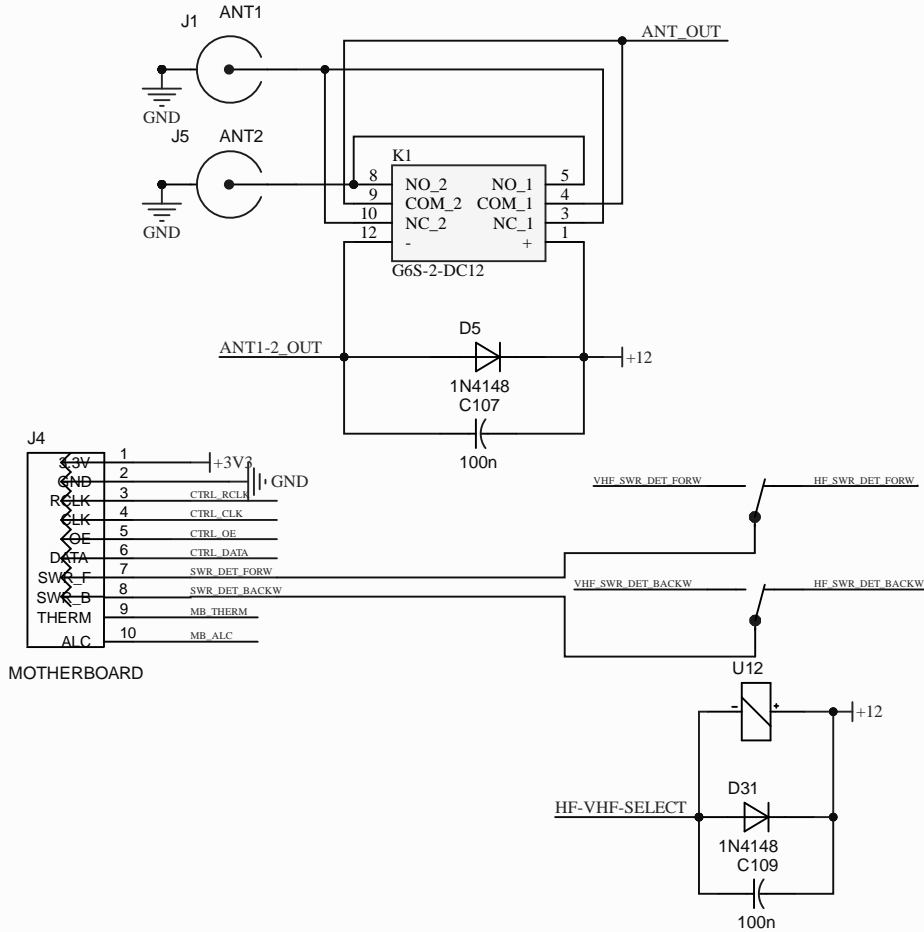 ANT1
J1
ANT_OUT
GND
J5
ANT2
GND
K1
8 NO_2 NO_1 5
9 COM_2 COM_1 4
10 NC_2 NC_1 3
12 - + 1
G6S-2-DC12
D5
ANT1-2_OUT
+12
1N4148
C107
100n
J4
3.3V 1 +3V3
GND 2 GND
RCLK 3 CTRL_RCLK
CLK 4 CTRL_CLK
OE 5 CTRL_OE
DATA 6 CTRL_DATA
SWR_F 7 SWR_DET_FORW
SWR_B 8 SWR_DET_BACKW
THERM 9 MB_THERM
ALC 10 MB_ALC
MOTHERBOARD
VHF_SWR_DET_FORW HF_SWR_DET_FORW
VHF_SWR_DET_BACKW HF_SWR_DET_BACKW
U12
- +
+12
D31
HF-VHF-SELECT
1N4148
C109
100n